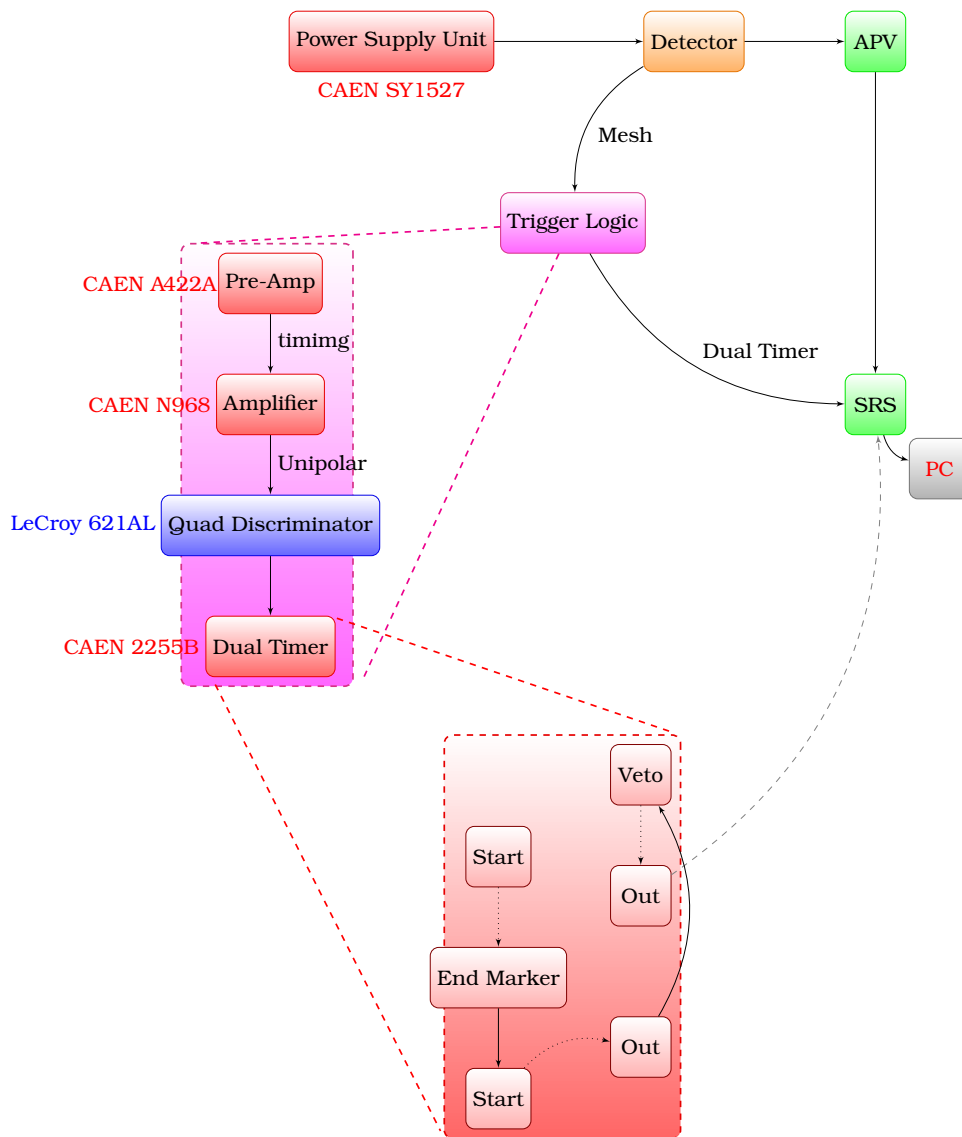 Power Supply Unit
Detector
APV
CAEN SY1527
Mesh
Trigger Logic
CAEN A422A
Pre-Amp
timimg
Dual Timer
CAEN N968
Amplifier
SRS
Unipolar
PC
LeCroy 621AL
Quad Discriminator
CAEN 2255B
Dual Timer
Veto
Start
Out
End Marker
Out
Start